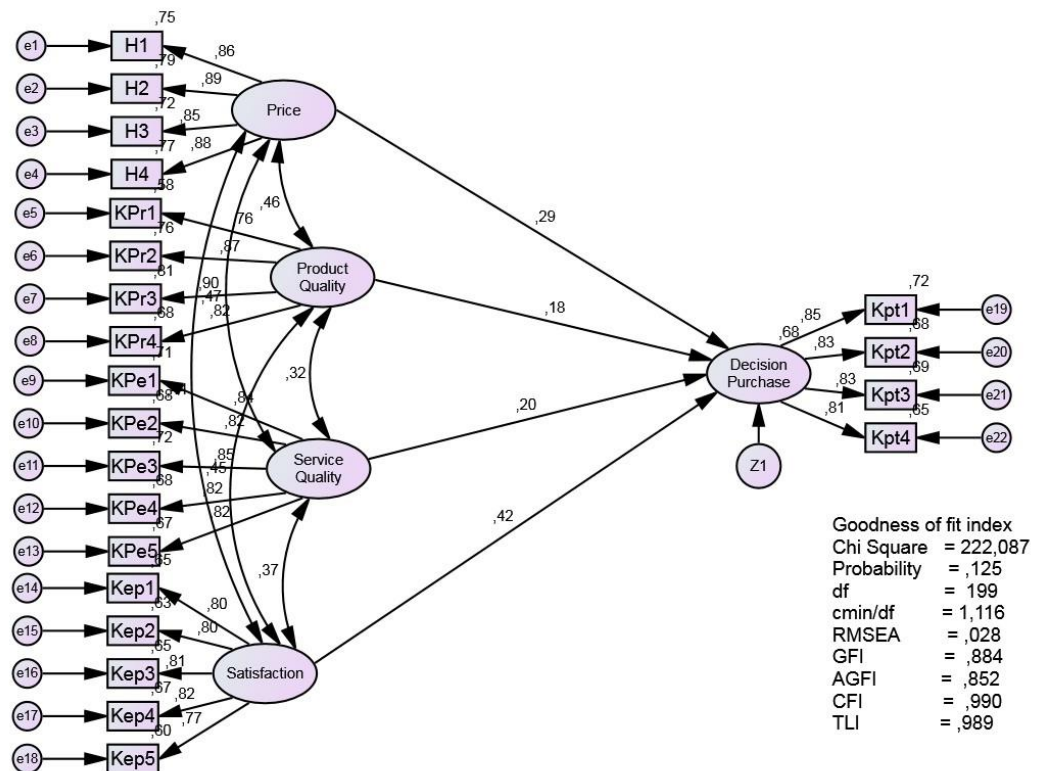 ,75
e1 H1 ,86
,79
e2 H2 ,89
,72
Price
e3 H3 ,85
,77 ,88
e4 H4
,58
e5 KPr1 ,46 ,76 ,29
,76
e6 KPr2 ,87
,81
Product
Quality
e7 KPr3 ,90
,47
,68 ,82 ,18
e8 KPr4
,71
e9 KPe1 ,32
,68
e10 KPe2 ,82 ,20
,72
e11 KPe3 ,85
,45
,68
Service
Quality
e12 KPe4 ,82
,67 ,82
e13 KPe5 ,42
,65
e14 Kep1 ,37 ,80
,63
e15 Kep2 ,80
,65
e16 Kep3 ,81
,67
Satisfaction
e17 Kep4 ,82
,60 ,77
e18 Kep5
,72
,68 ,85 Kpt1 e19
,68
Decision
Purchase
,83 Kpt2 e20
,69
,83 Kpt3 e21
,65
,81 Kpt4 e22
Z1
Goodness of fit index
Chi Square = 222,087
Probability = ,125
df = 199
cmin/df = 1,116
RMSEA =,028
GFI = ,884
AGFI = ,852
CFI = ,990
TLI = ,989